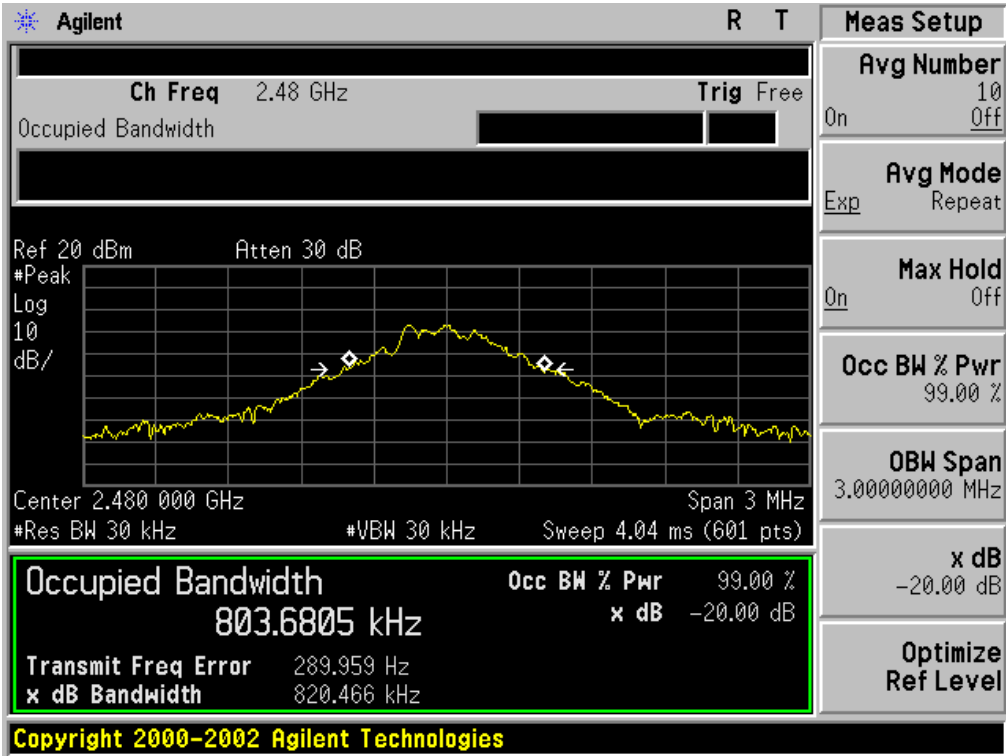 Agilent R T
Ch Freq 2.48 GHz Trig Free
Occupied Bandwidth
Ref 20 dBm Atten 30 dB
#Peak
Log
10
dB/
Center 2.480 000 GHz Span 3 MHz
#Res BW 30 kHz #VBW 30 kHz Sweep 4.04 ms (601 pts)
Occupied Bandwidth
803.6805 kHz
Occ BW % Pwr 99.00 %
x dB -20.00 dB
Transmit Freq Error 289.959 Hz
x dB Bandwidth 820.466 kHz
Copyright 2000-2002 Agilent Technologies
Meas Setup
Avg Number
10
On Off
Avg Mode
Exp Repeat
Max Hold
On Off
Occ BW % Pwr
99.00 %
OBW Span
3.00000000 MHz
x dB
-20.00 dB
Optimize
Ref Level